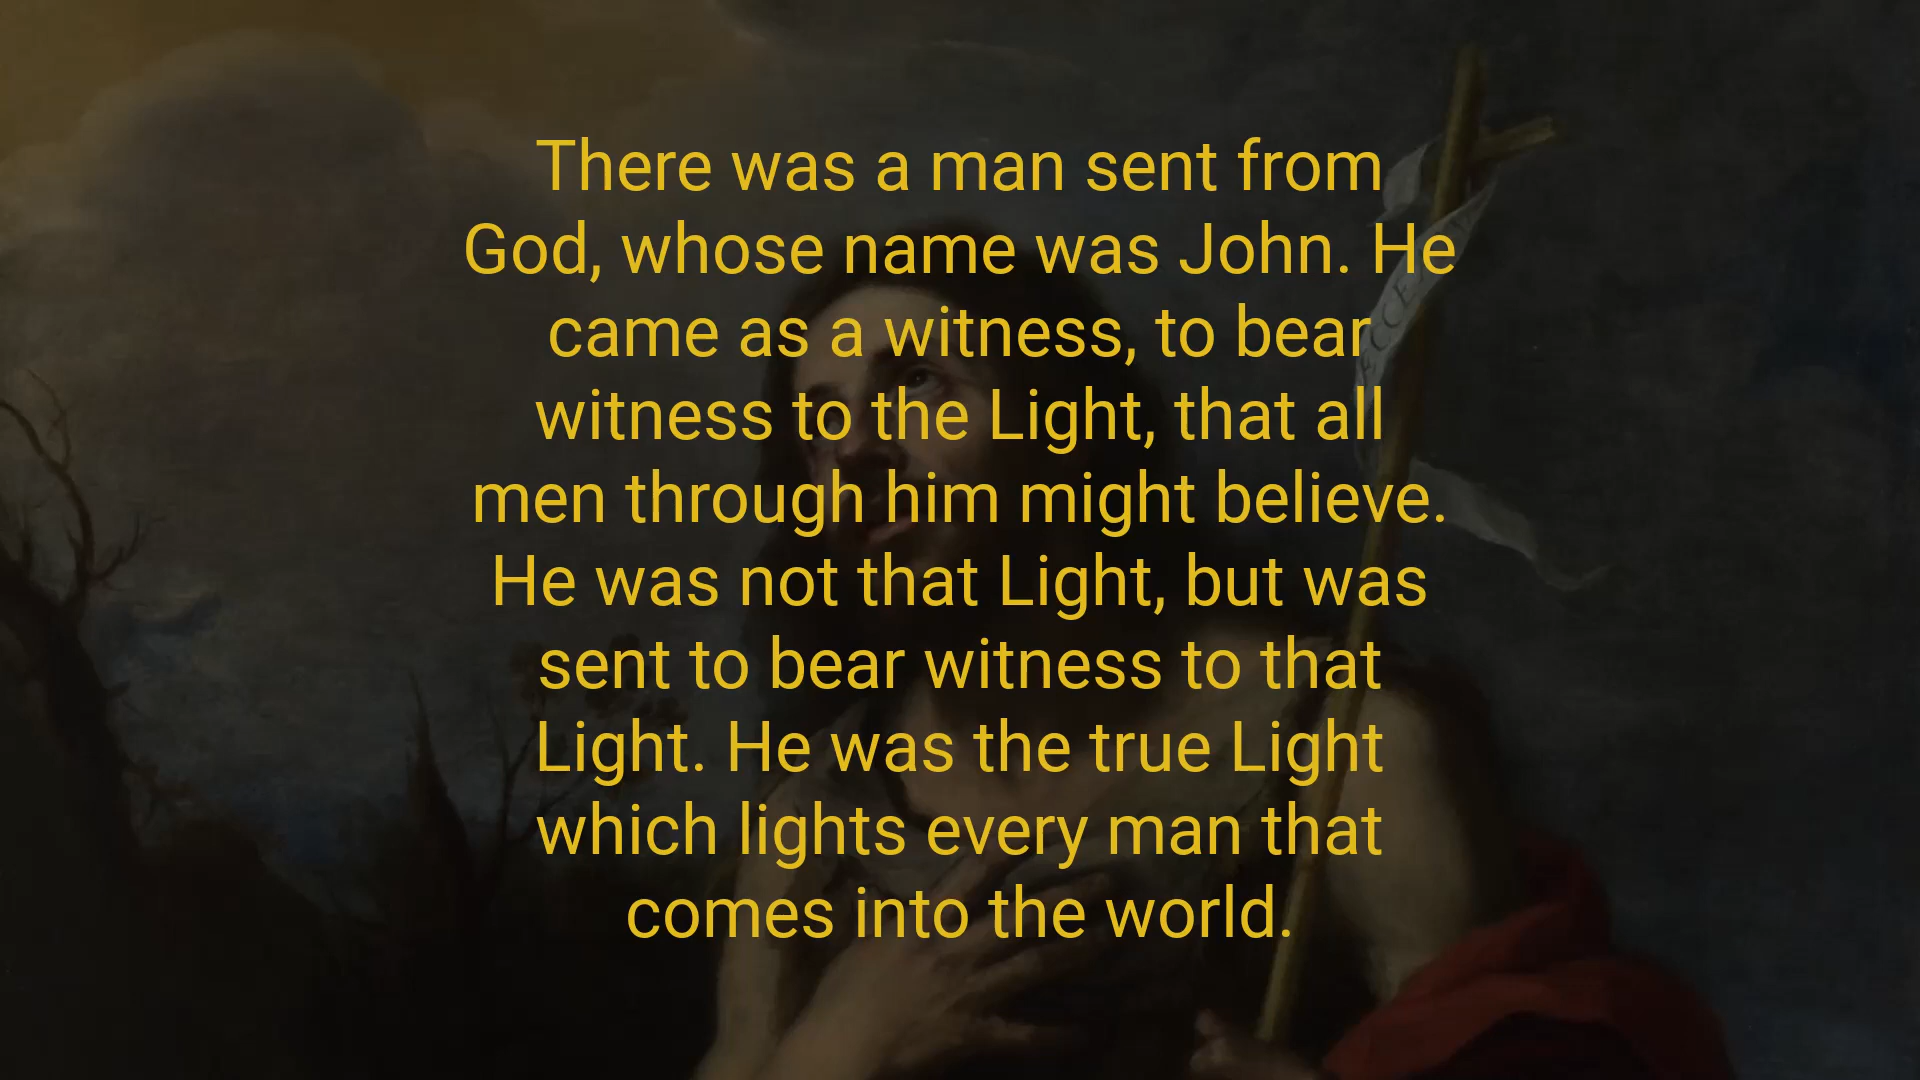 There was a man sent from
God, whose name was John. He
came as a witness, to bear
witness to the Light, that all
men through him might believe.
He was not that Light, but was
sent to bear witness to that
Light. He was the true Light
which lights every man that
comes into the world.
ECCE